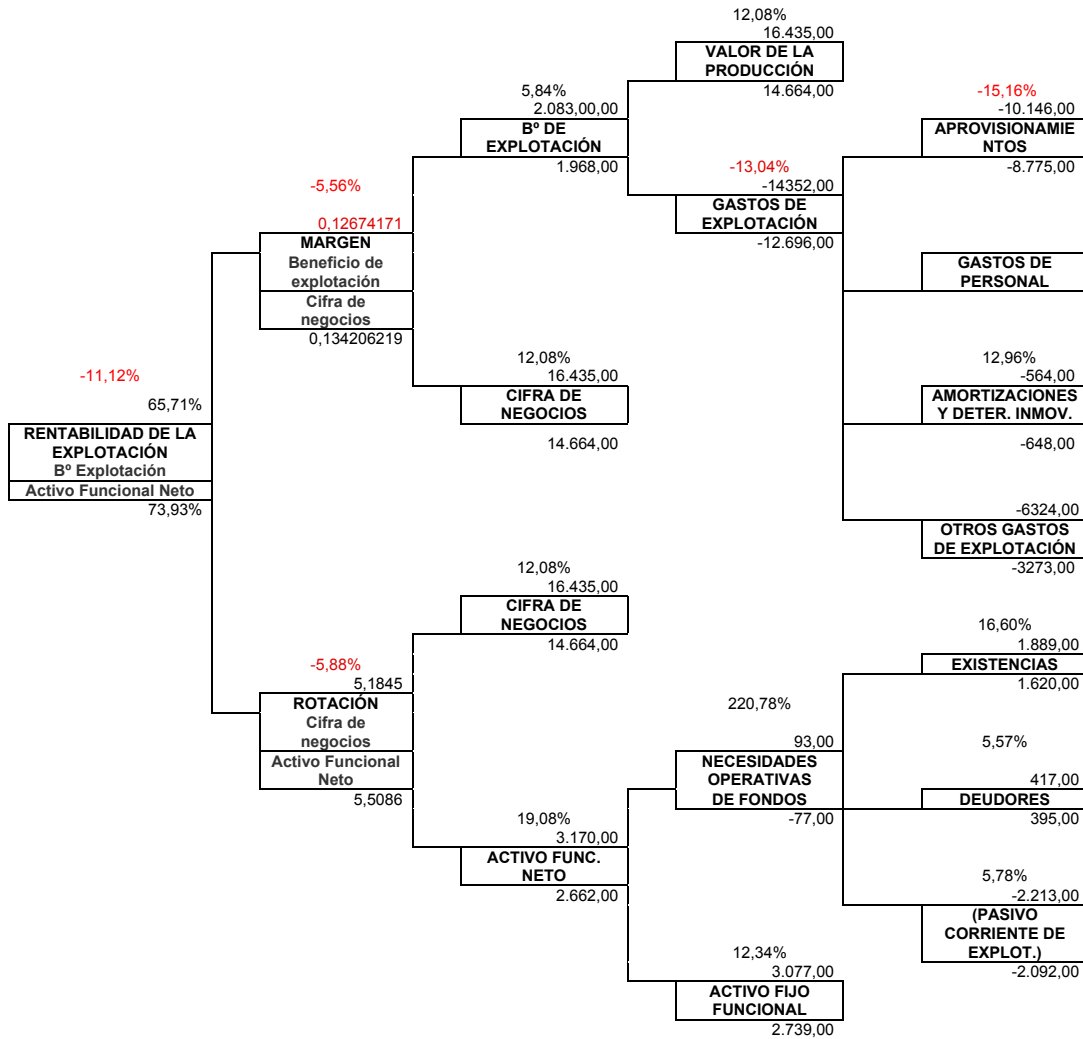 12,08%
16.435,00
VALOR DE LA
PRODUCCIÓN
14.664,00
5,84%
2.083,00,00
Bº DE
EXPLOTACIÓN
1.968,00
-15,16%
-10.146,00
APROVISIONAMIE
NTOS
-8.775,00
-13,04%
-14352,00
GASTOS DE
EXPLOTACIÓN
-12.696,00
-5,56%
0,12674171
MARGEN
Beneficio de
explotación
Cifra de
negocios
0,134206219
GASTOS DE
PERSONAL
12,08%
16.435,00
CIFRA DE
NEGOCIOS
14.664,00
12,96%
-564,00
AMORTIZACIONES
Y DETER. INMOV.
-648,00
-11,12%
65,71%
RENTABILIDAD DE LA
EXPLOTACIÓN
Bº Explotación
Activo Funcional Neto
73,93%
-6324,00
OTROS GASTOS
DE EXPLOTACIÓN
-3273,00
12,08%
16.435,00
CIFRA DE
NEGOCIOS
14.664,00
16,60%
1.889,00
EXISTENCIAS
1.620,00
-5,88%
5,1845
ROTACIÓN
Cifra de
negocios
Activo Funcional
Neto
5,5086
220,78%
93,00
NECESIDADES
OPERATIVAS
DE FONDOS
-77,00
5,57%
417,00
DEUDORES
395,00
19,08%
3.170,00
ACTIVO FUNC.
NETO
2.662,00
5,78%
-2.213,00
(PASIVO
CORRIENTE DE
EXPLOT.)
-2.092,00
12,34%
3.077,00
ACTIVO FIJO
FUNCIONAL
2.739,00